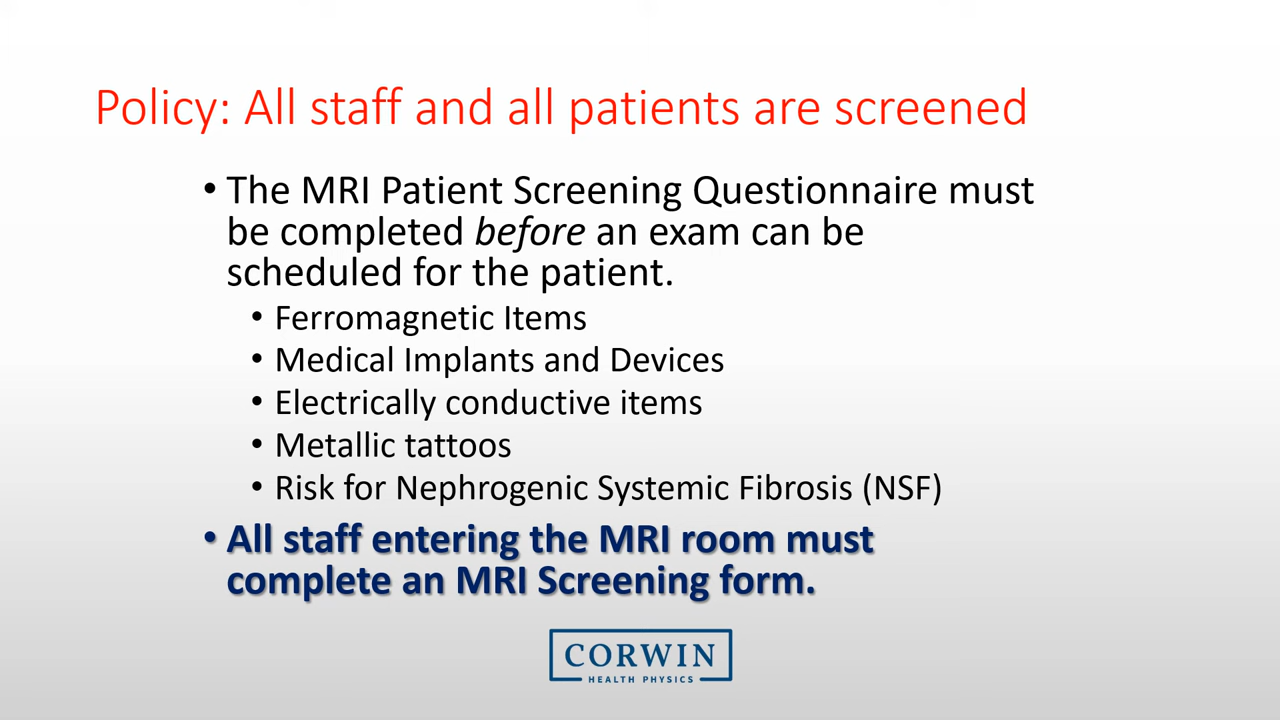 Policy: All staff and all patients are screened
• The MRI Patient Screening Questionnaire must
be completed before an exam can be
scheduled for the patient.
• Ferromagnetic Items
• Medical Implants and Devices
• Electrically conductive items
• Metallic tattoos
• Risk for Nephrogenic Systemic Fibrosis (NSF)
• All staff entering the MRI room must
complete an MRI Screening form.
CORWIN
HEALTH PHYSICS